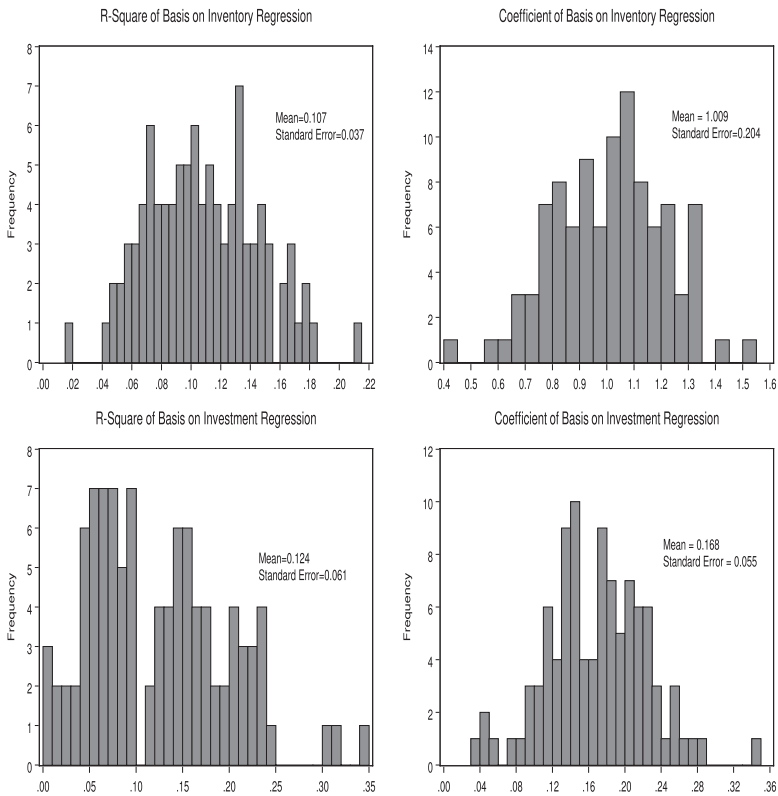 R-Square of Basis on Inventory Regression
8
7
6
5
4
3
2
1
0
Frequency
Mean=0.107
Standard Error=0.037
.00 .02 .04 .06 .08 .10 .12 .14 .16 .18 .20 .22
Coefficient of Basis on Inventory Regression
14
12
10
8
6
4
2
0
Frequency
Mean = 1.009
Standard Error=0.204
0.4 0.5 0.6 0.7 0.8 0.9 1.0 1.1 1.2 1.3 1.4 1.5 1.6
R-Square of Basis on Investment Regression
8
7
6
5
4
3
2
1
0
Frequency
Mean=0.124
Standard Error=0.061
.00 .05 .10 .15 .20 .25 .30 .35
Coefficient of Basis on Investment Regression
12
10
8
6
4
2
0
Frequency
Mean = 0.168
Standard Error = 0.055
.00 .04 .08 .12 .16 .20 .24 .28 .32 .36